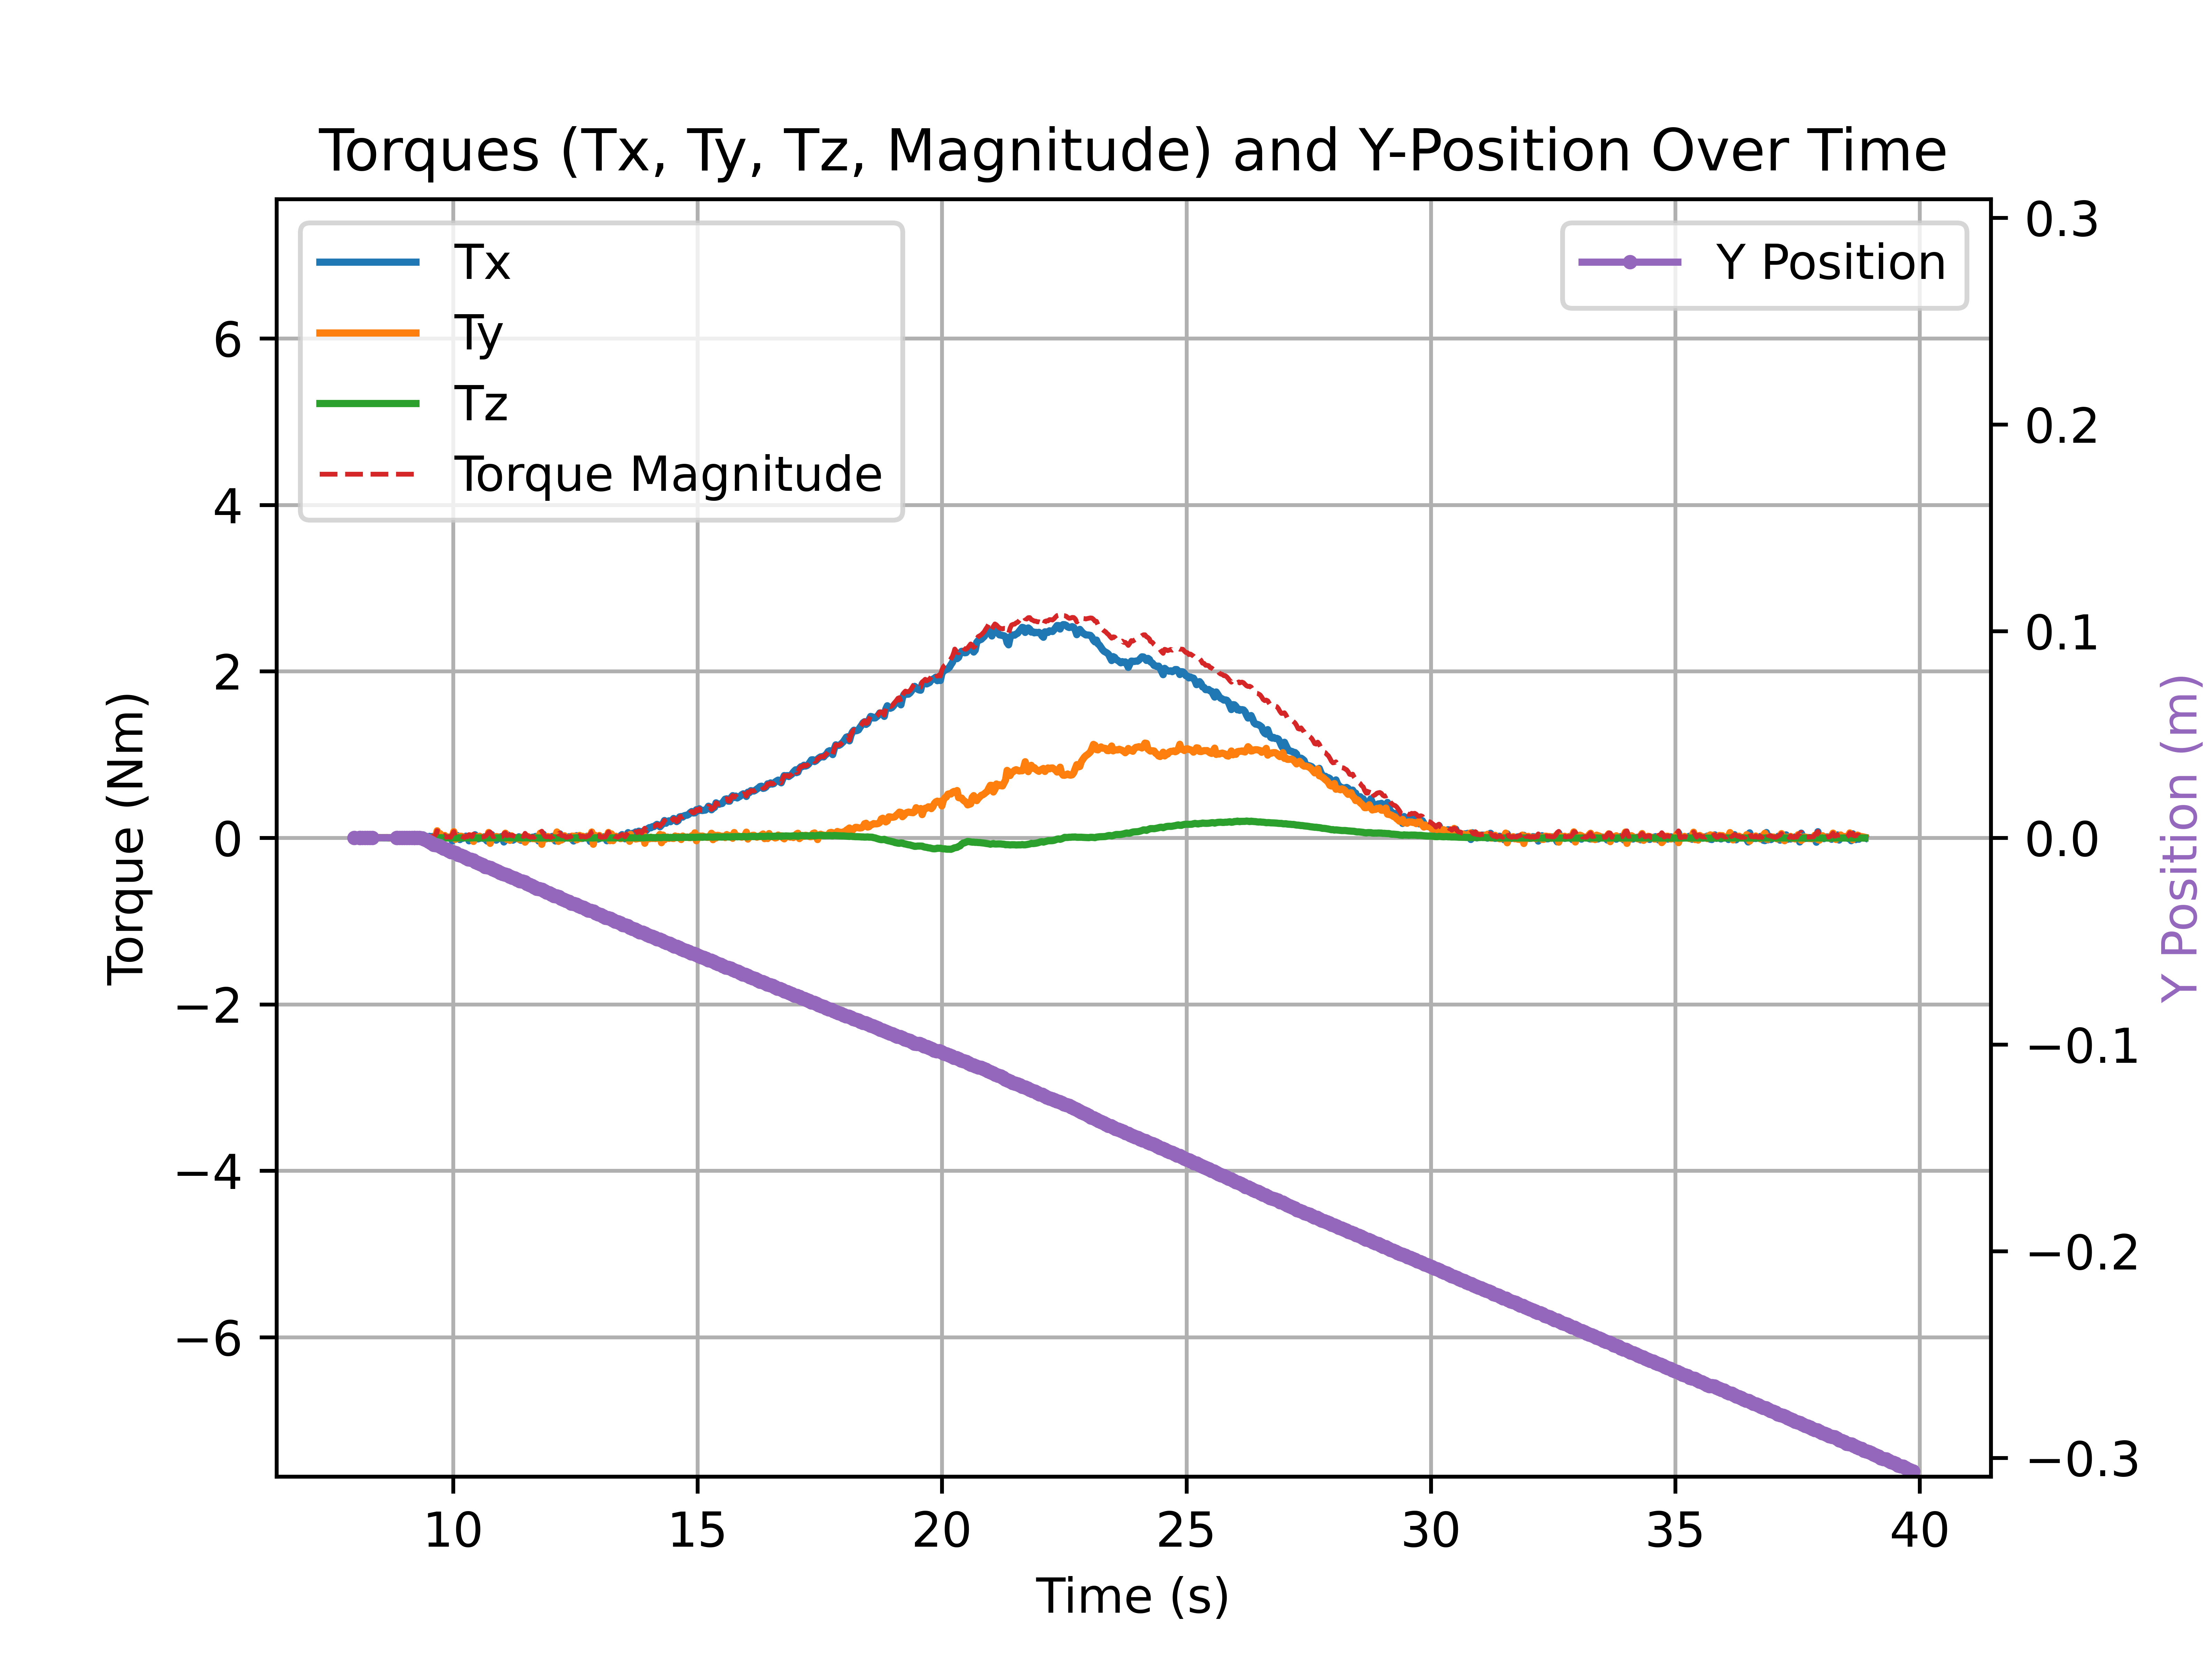 Torques (Tx, Ty, Tz, Magnitude) and Y-Position Over Time
Tx
Ty
Tz
Torque Magnitude
Y Position
Torque (Nm)
6
4
2
0
−2
−4
−6
0.3
0.2
0.1
0.0
−0.1
−0.2
−0.3
Y Position (m)
10 15 20 25 30 35 40
Time (s)